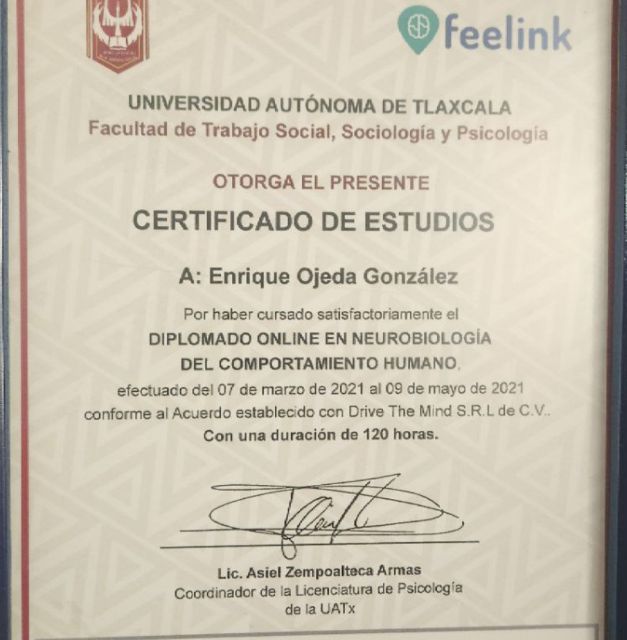 feelink
UNIVERSIDAD AUTÓNOMA DE TLAXCALA
Facultad de Trabajo Social, Sociología y Psicología
OTORGA EL PRESENTE
CERTIFICADO DE ESTUDIOS
A: Enrique Ojeda González
Por haber cursado satisfactoriamente el
DIPLOMADO ONLINE EN NEUROBIOLOGÍA
DEL COMPORTAMIENTO HUMANO,
efectuado del 07 de marzo de 2021 al 09 de mayo de 2021
conforme al Acuerdo establecido con Drive The Mind S.R.L de C.V..
Con una duración de 120 horas.
Lic. Asiel Zempoalteca Armas
Coordinador de la Licenciatura de Psicología
de la UATx